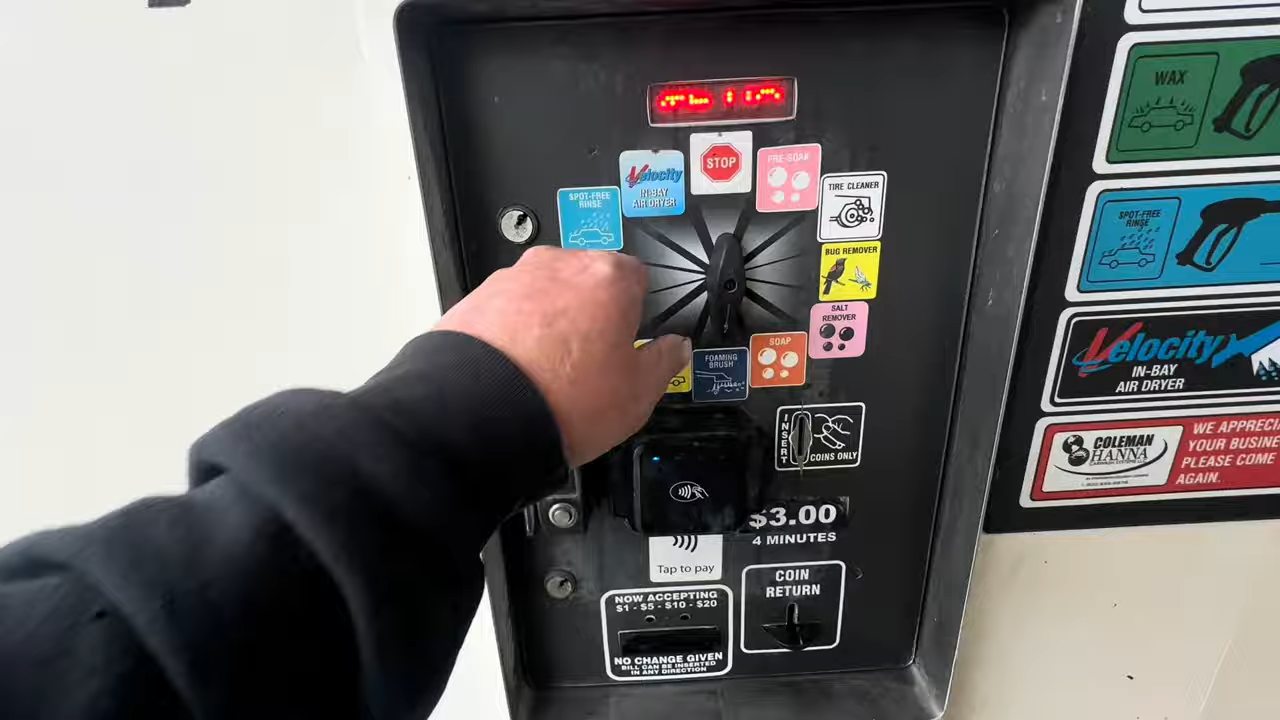 STOP
PRE-SOAK
Velocity
IN-BAY
AIR DRYER
SPOT-FREE
RINSE
TIRE CLEANER
BUG REMOVER
SALT
REMOVER
SOAP
FOAMING
BRUSH
INSERT
COINS ONLY
$3.00
4 MINUTES
Tap to pay
COIN
RETURN
NOW ACCEPTING
$1 - $5 - $10 - $20
NO CHANGE GIVEN
BILL CAN BE INSERTED
IN ANY DIRECTION
WAX
SPOT-FREE
RINSE
Velocity
IN-BAY
AIR DRYER
COLEMAN
HANNA
WE APPRECI
YOUR BUSINE
PLEASE COME
AGAIN.